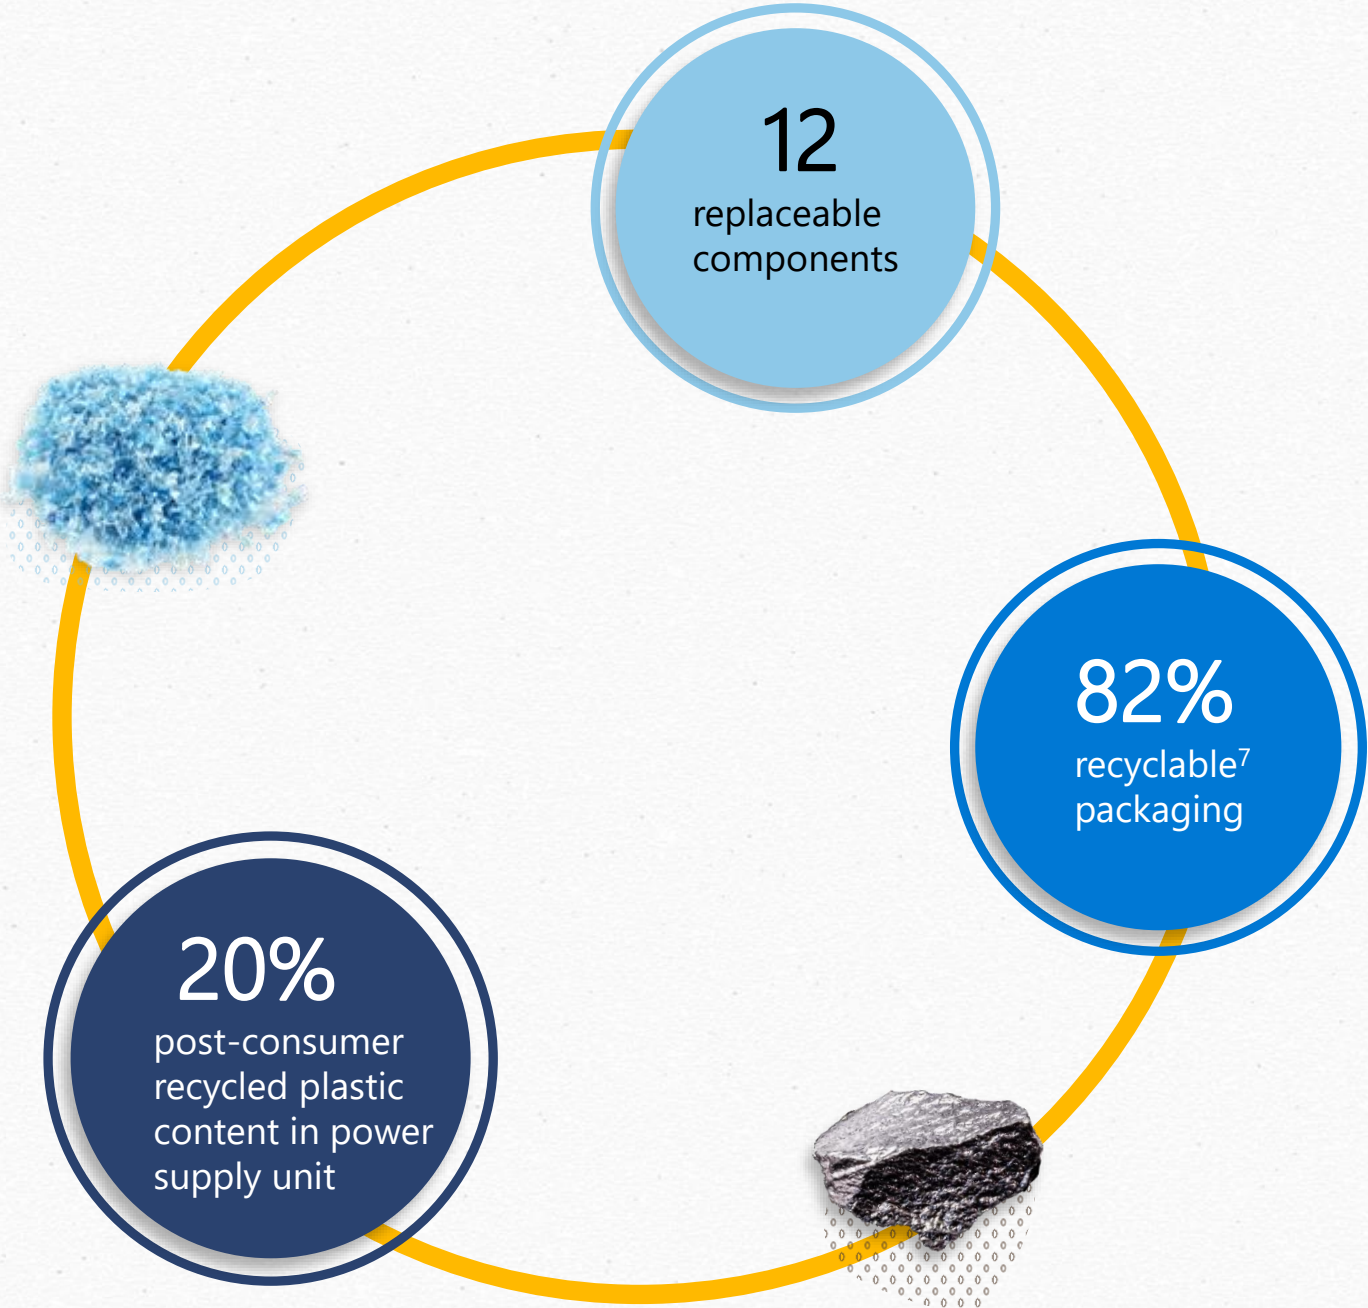 12
replaceable
components
82%
recyclable⁷
packaging
20%
post-consumer
recycled plastic
content in power
supply unit